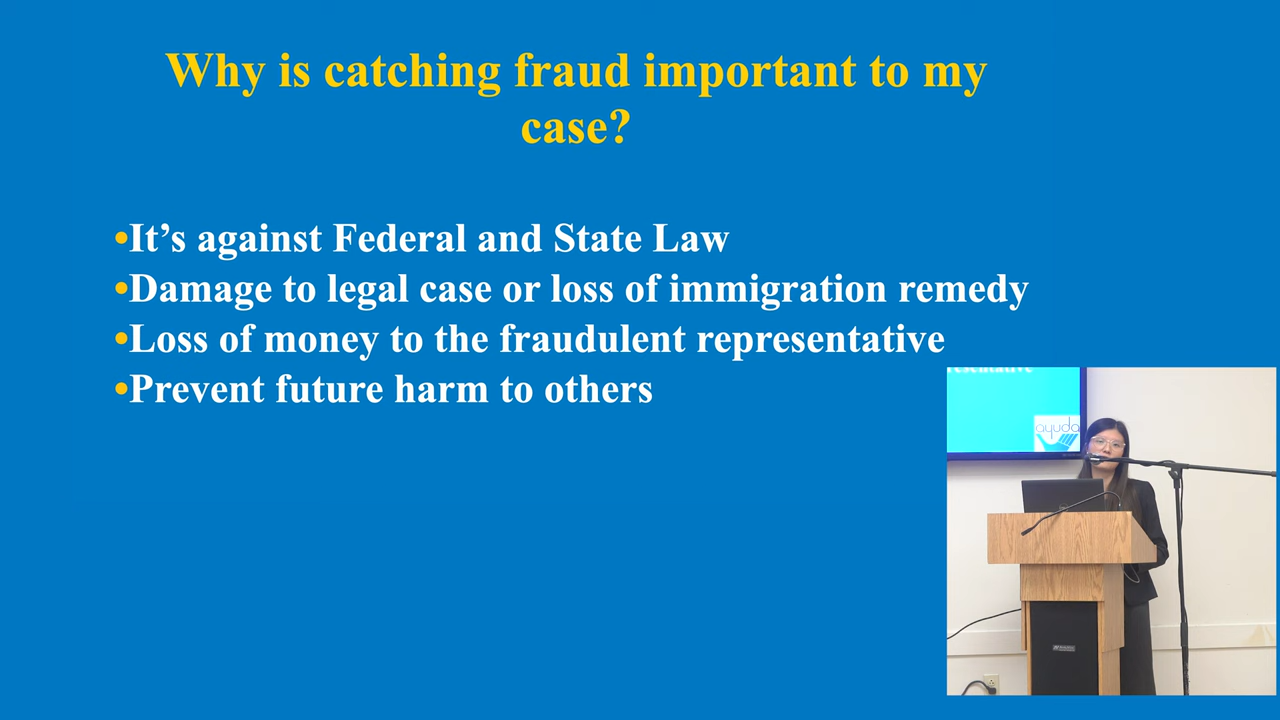 Why is catching fraud important to my
case?
•It’s against Federal and State Law
•Damage to legal case or loss of immigration remedy
•Loss of money to the fraudulent representative
•Prevent future harm to others
ayuda